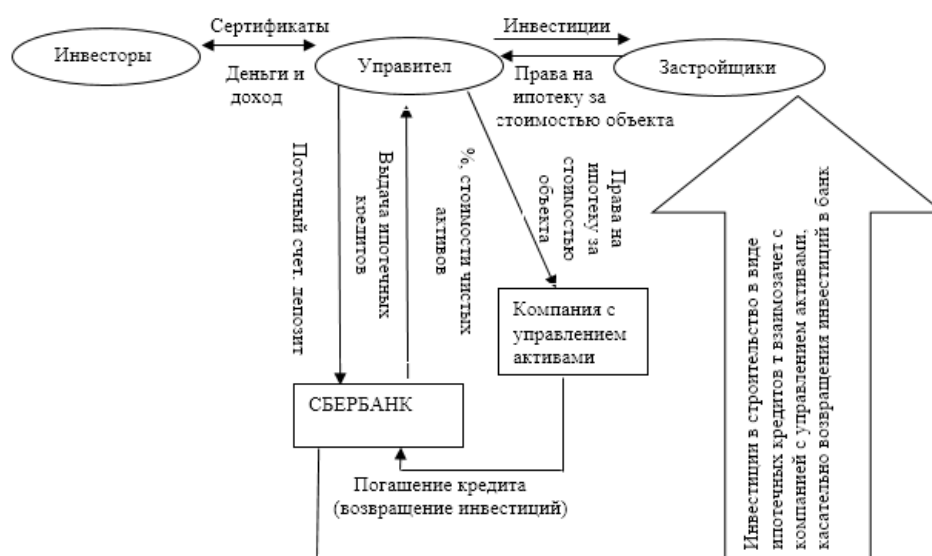 Сертификаты
Инвесторы
Деньги и
доход
Управител
Инвестиции
Права на
ипотеку за
стоимостью объекта
Застройщики
Поточный счет. депозит
Выдача ипотечных
кредитов
%, стоимости чистых
активов
Права на
ипотеку за
стоимостью
объекта
Компания с
управлением
активами
СБЕРБАНК
Погашение кредита
(возвращение инвестиций)
Инвестиции в строительство в виде
ипотечных кредитов т взаимозачет с
компанией с управлением активами,
касательно возвращения инвестиций в банк